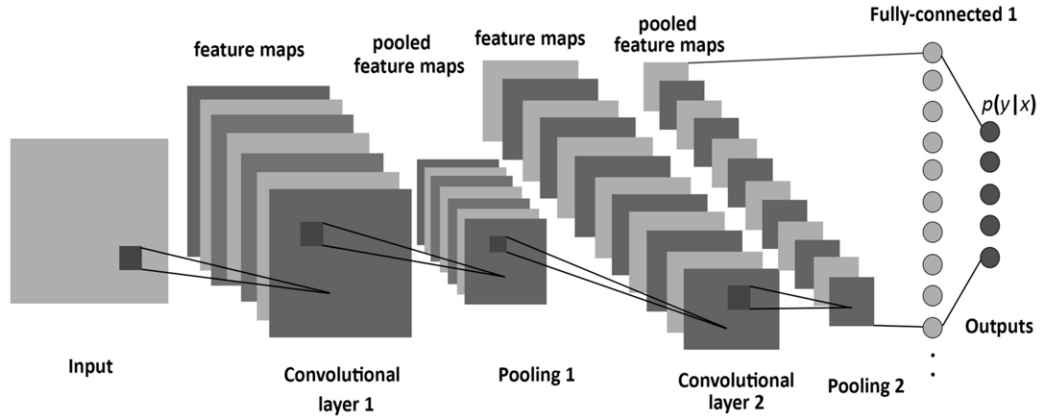 Fully-connected 1
feature maps
pooled
feature maps
feature maps
pooled
feature maps
p(y|x)
Input
Convolutional
layer 1
Pooling 1
Convolutional
layer 2
Pooling 2
Outputs